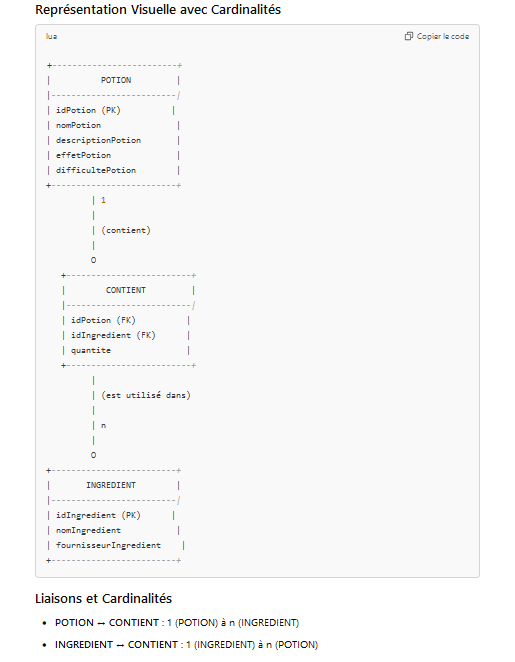 Représentation Visuelle avec Cardinalités
lua
Copier le code
+-------------------------+
|          POTION         |
|-------------------------/
| idPotion (PK)          |
| nomPotion               |
| descriptionPotion       |
| effetPotion             |
| difficultePotion        |
+-------------------------+
         | 1
         |
         | (contient)
         |
         O
   +-------------------------+
   |        CONTIENT         |
   |-------------------------/
   | idPotion (FK)          |
   | idIngredient (FK)      |
   | quantite               |
   +-------------------------+
         |
         | (est utilisé dans)
         |
         | n
         |
         O
+-------------------------+
|       INGREDIENT        |
|-------------------------/
| idIngredient (PK)      |
| nomIngredient           |
| fournisseurIngredient    |
+-------------------------+
Liaisons et Cardinalités
• POTION ↔ CONTIENT : 1 (POTION) à n (INGREDIENT)
• INGREDIENT ↔ CONTIENT : 1 (INGREDIENT) à n (POTION)